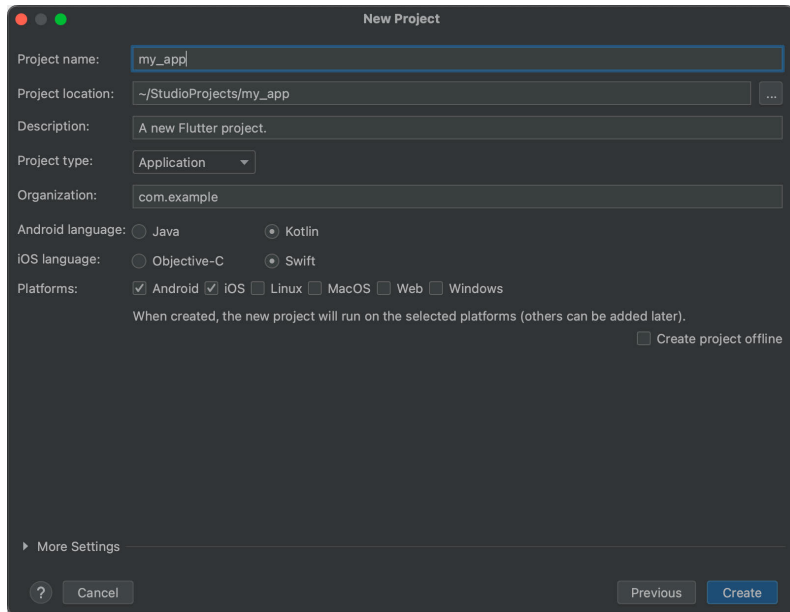 New Project
Project name: my_app
Project location: ~/StudioProjects/my_app ...
Description: A new Flutter project.
Project type: Application
Organization: com.example
Android language: Java Kotlin
iOS language: Objective-C Swift
Platforms: Android iOS Linux MacOS Web Windows
When created, the new project will run on the selected platforms (others can be added later).
Create project offline
More Settings
? Cancel Previous Create